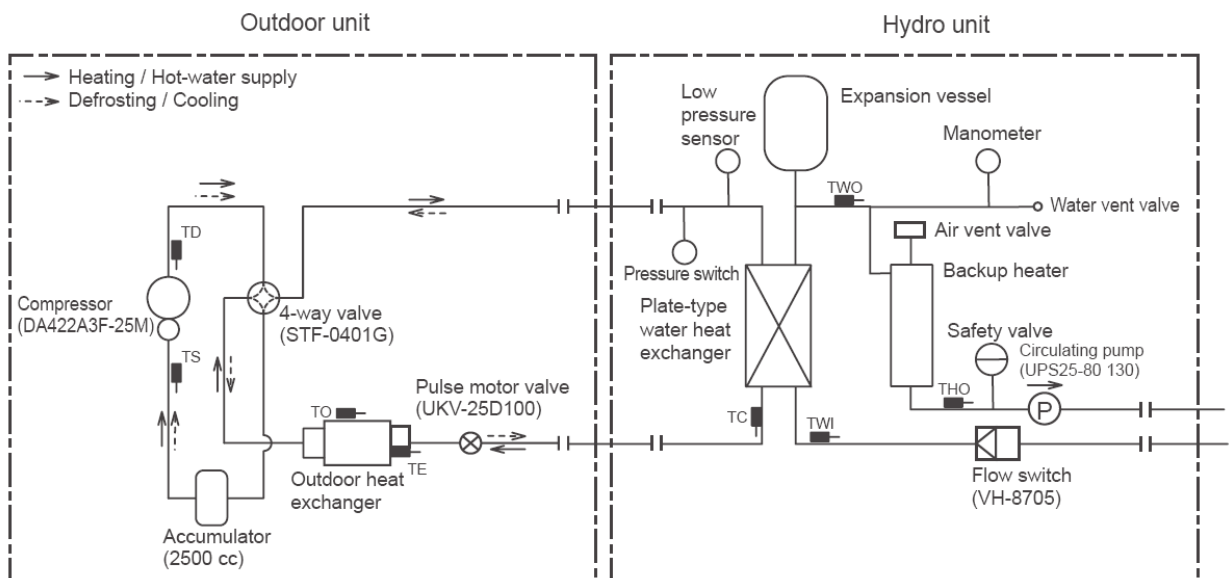 Outdoor unit
Hydro unit
Heating / Hot-water supply
Defrosting / Cooling
Low
pressure
sensor
Expansion vessel
Manometer
TWO
Water vent valve
TD
Air vent valve
Pressure switch
Backup heater
Compressor
(DA422A3F-25M)
4-way valve
(STF-0401G)
Plate-type
water heat
exchanger
Safety valve
Circulating pump
(UPS25-80 130)
TS
Pulse motor valve
(UKV-25D100)
THO
P
TO
TC
TWI
TE
Outdoor heat
exchanger
Flow switch
(VH-8705)
Accumulator
(2500 cc)